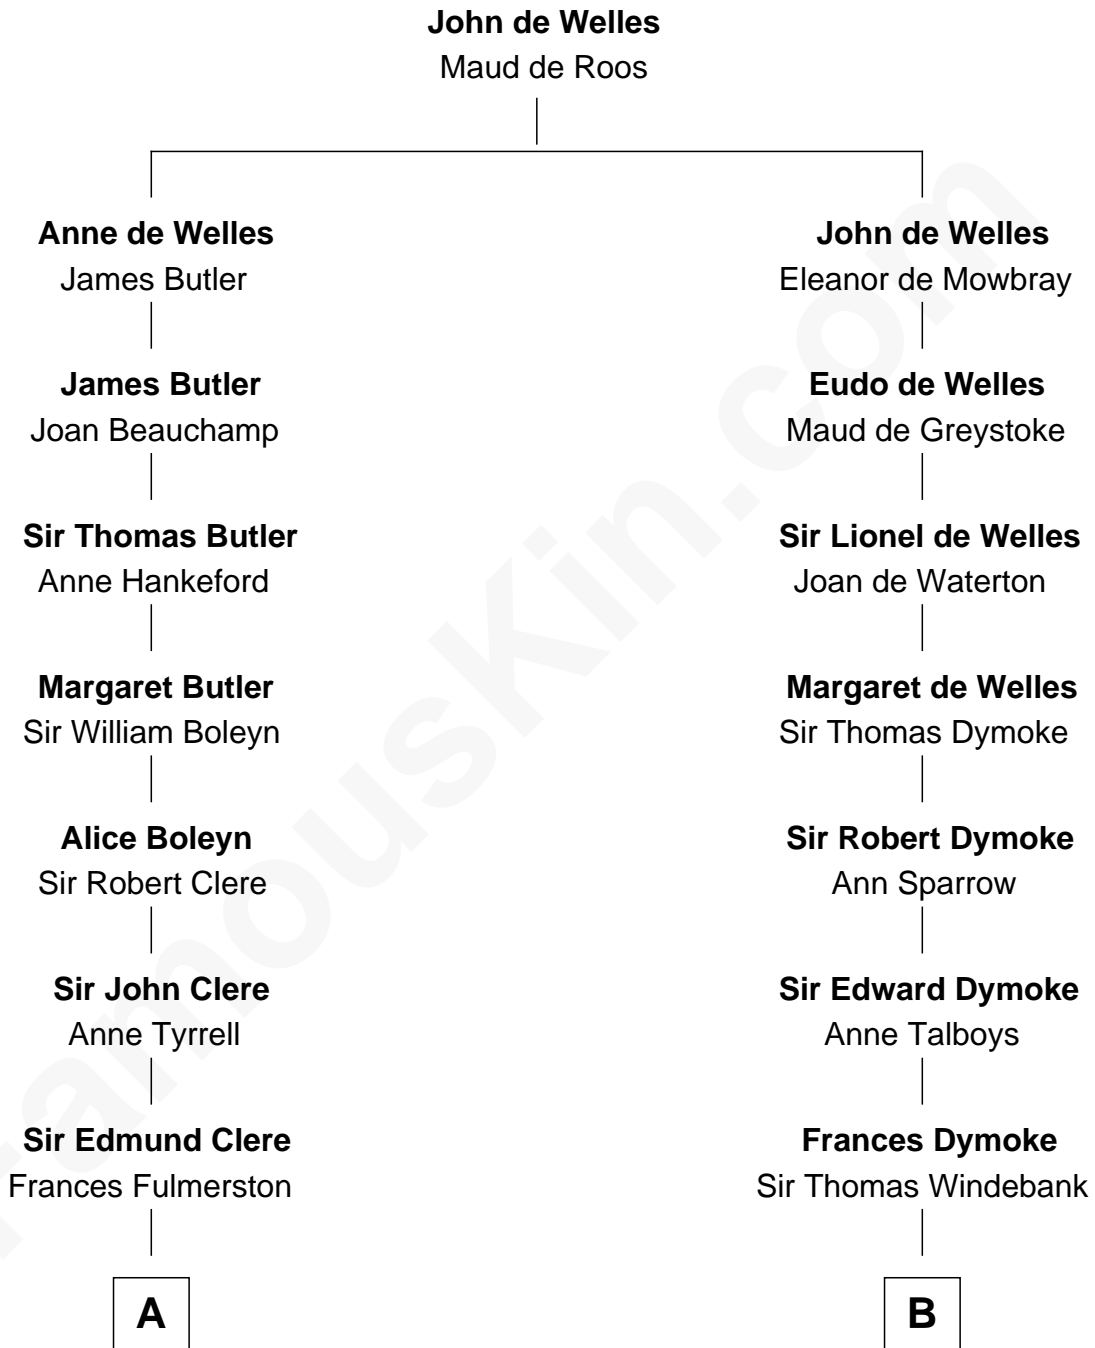 John de Welles
Maud de Roos
Anne de Welles
James Butler
John de Welles
Eleanor de Mowbray
James Butler
Joan Beauchamp
Eudo de Welles
Maud de Greystoke
Sir Thomas Butler
Anne Hankeford
Sir Lionel de Welles
Joan de Waterton
Margaret Butler
Sir William Boleyn
Margaret de Welles
Sir Thomas Dymoke
Alice Boleyn
Sir Robert Clere
Sir Robert Dymoke
Ann Sparrow
Sir John Clere
Anne Tyrrell
Sir Edward Dymoke
Anne Talboys
Sir Edmund Clere
Frances Fulmerston
Frances Dymoke
Sir Thomas Windebank
A
B
FamousKin.com